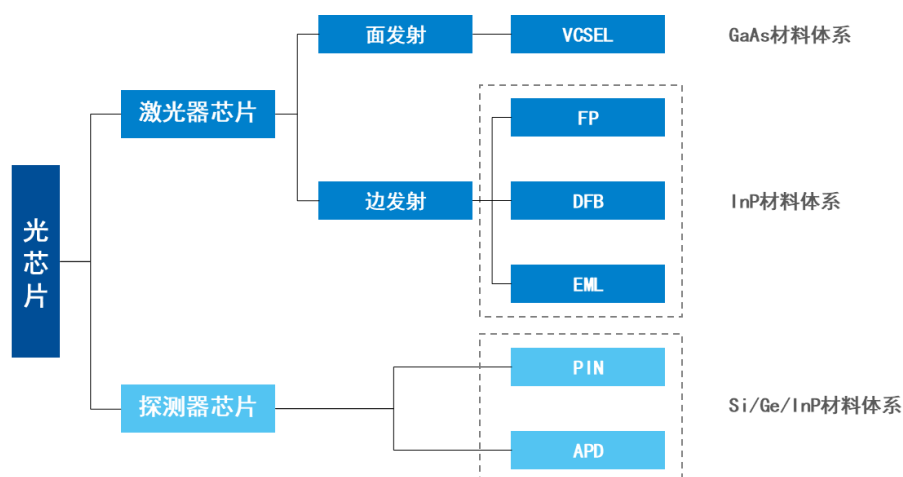 面发射
VCSEL
GaAs材料体系
激光器芯片
FP
边发射
DFB
InP材料体系
光芯片
EML
PIN
探测器芯片
Si/Ge/InP材料体系
APD